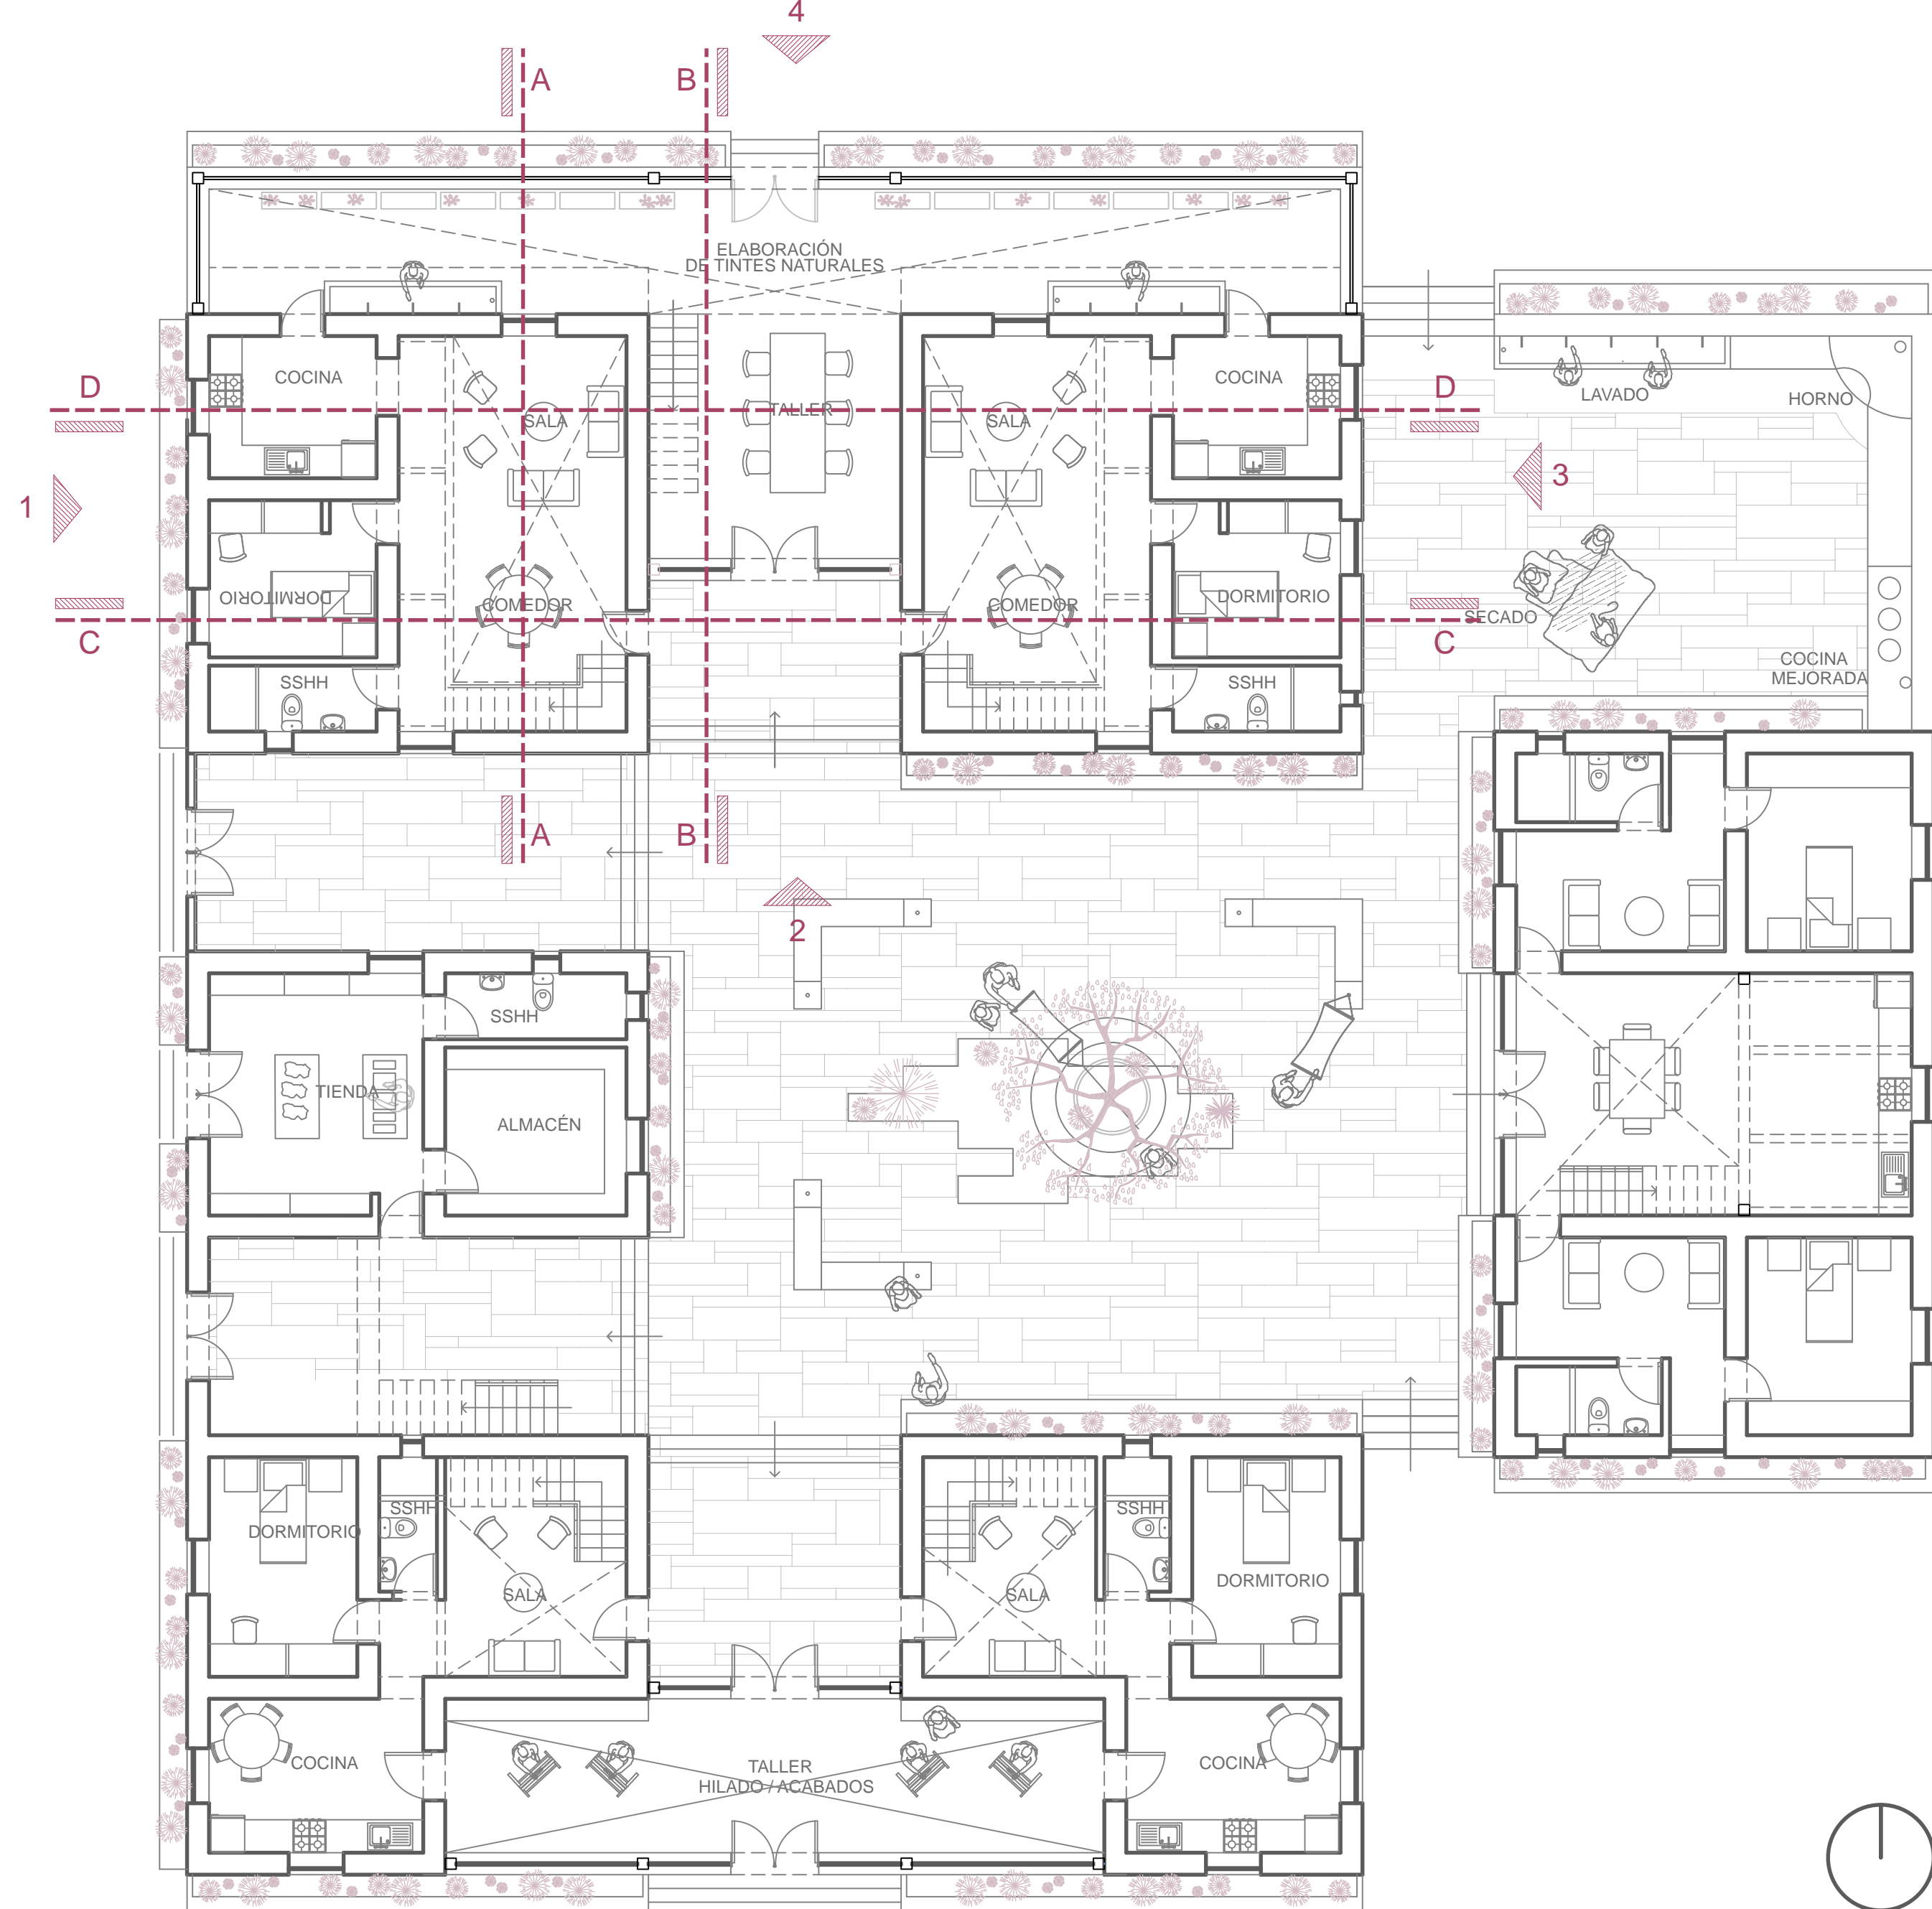 4
A
B
ELABORACIÓN
DE TINTES NATURALES
COCINA
COCINA
D
D
LAVADO
HORNO
TALLER
SALA
SALA
1
3
DORMITORIO
COMEDOR
COMEDOR
DORMITORIO
SECADO
C
C
COCINA
MEJORADA
SSHH
SSHH
A
B
2
SSHH
TIENDA
ALMACÉN
SSHH
SSHH
DORMITORIO
DORMITORIO
SALA
SALA
COCINA
TALLER
HILADO / ACABADOS
COCINA